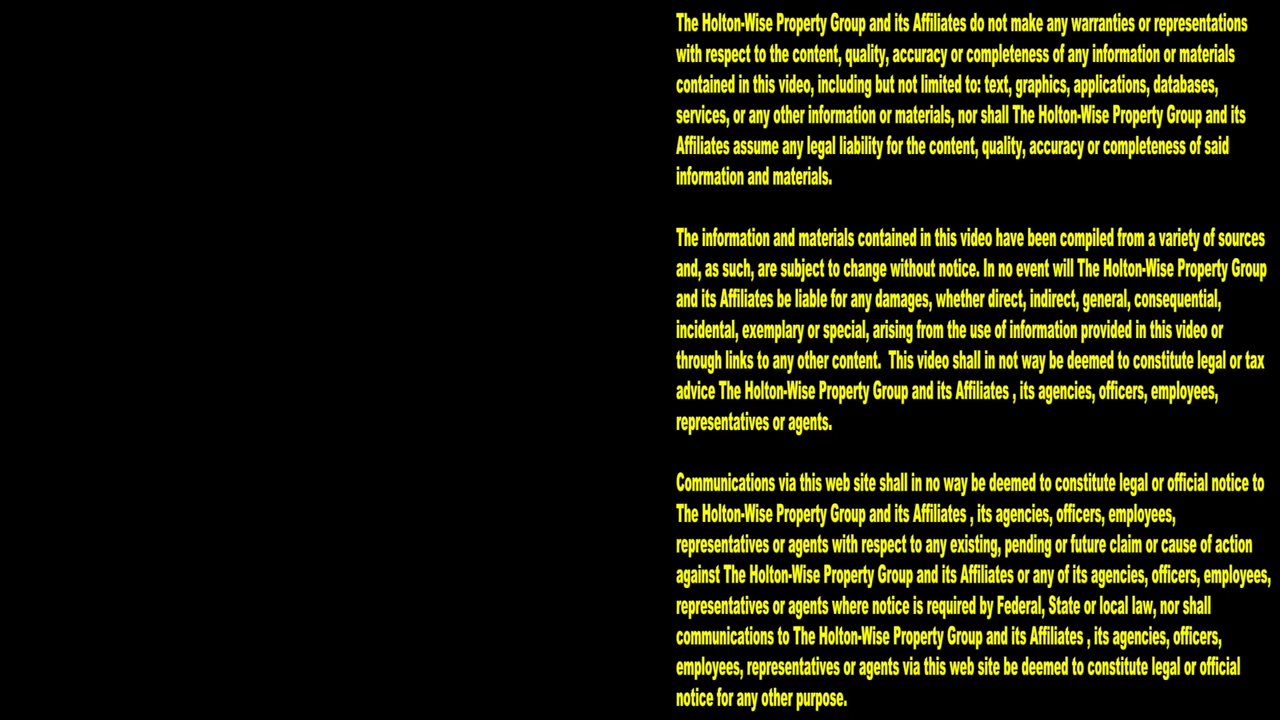 The Holton-Wise Property Group and its Affiliates do not make any warranties or representations
with respect to the content, quality, accuracy or completeness of any information or materials
contained in this video, including but not limited to: text, graphics, applications, databases,
services, or any other information or materials, nor shall The Holton-Wise Property Group and its
Affiliates assume any legal liability for the content, quality, accuracy or completeness of said
information and materials.
The information and materials contained in this video have been compiled from a variety of sources
and, as such, are subject to change without notice. In no event will The Holton-Wise Property Group
and its Affiliates be liable for any damages, whether direct, indirect, general, consequential,
incidental, exemplary or special, arising from the use of information provided in this video or
through links to any other content.  This video shall in not way be deemed to constitute legal or tax
advice The Holton-Wise Property Group and its Affiliates , its agencies, officers, employees,
representatives or agents.
Communications via this web site shall in no way be deemed to constitute legal or official notice to
The Holton-Wise Property Group and its Affiliates , its agencies, officers, employees,
representatives or agents with respect to any existing, pending or future claim or cause of action
against The Holton-Wise Property Group and its Affiliates or any of its agencies, officers, employees,
representatives or agents where notice is required by Federal, State or local law, nor shall
communications to The Holton-Wise Property Group and its Affiliates , its agencies, officers,
employees, representatives or agents via this web site be deemed to constitute legal or official
notice for any other purpose.